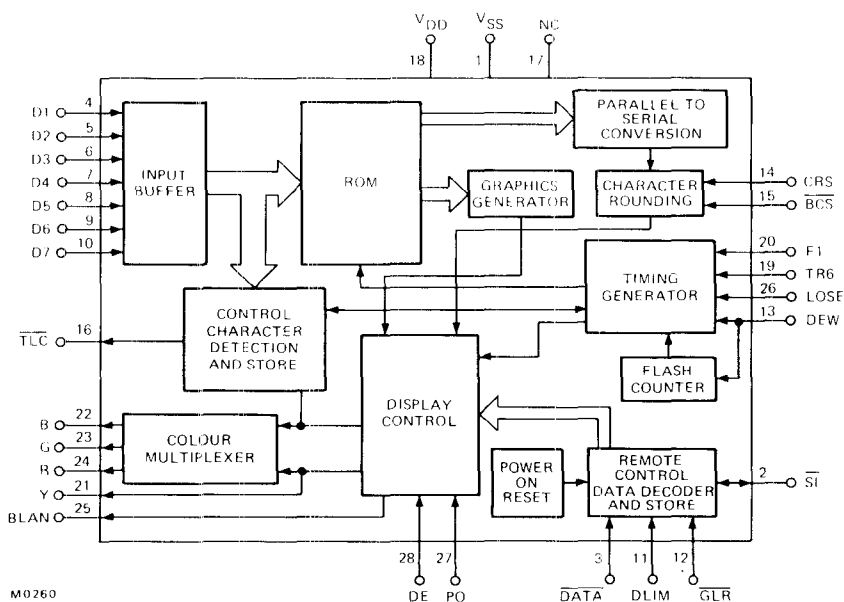 VDD VSS NC
18 1 17
D1 4
D2 5
D3 6
D4 7
D5 8
D6 9
D7 10
INPUT
BUFFER
ROM
PARALLEL TO
SERIAL
CONVERSION
GRAPHICS
GENERATOR
CHARACTER
ROUNDING
14 CRS
15 BCS
20 F1
19 TR6
26 LOSE
13 DEW
TIMING
GENERATOR
FLASH
COUNTER
CONTROL
CHARACTER
DETECTION
AND STORE
TLC 16
DISPLAY
CONTROL
B 22
G 23
R 24
Y 21
BLAN 25
COLOUR
MULTIPLEXER
POWER
ON
RESET
REMOTE
CONTROL
DATA DECODER
AND STORE
2 SI
28 27 3 11 12
DE PO DATA DLIM GLR
M0260